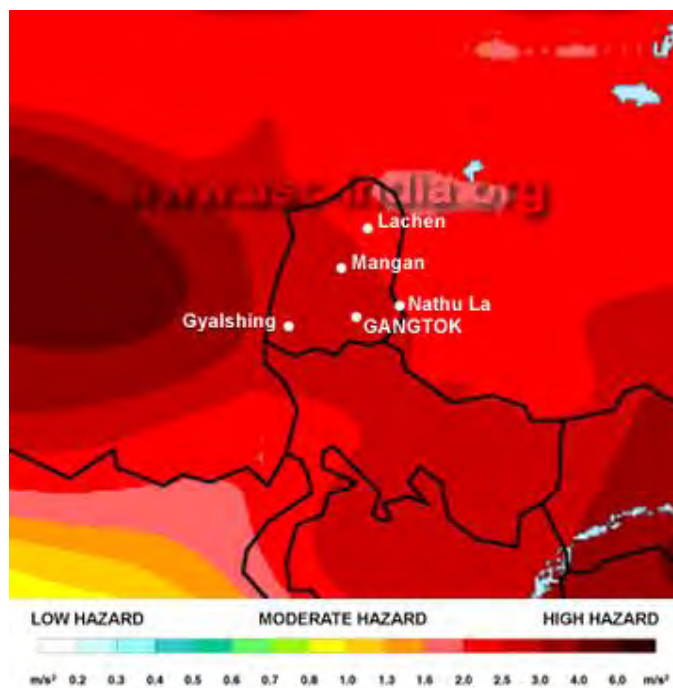 www.asc-india.org
Lachen
Mangan
Nathu La
Gyalshing
GANGTOK
LOW HAZARD MODERATE HAZARD HIGH HAZARD
m/s² 0.2 0.3 0.4 0.5 0.6 0.7 0.8 1.0 1.3 1.6 2.0 2.5 3.0 4.0 6.0 m/s²